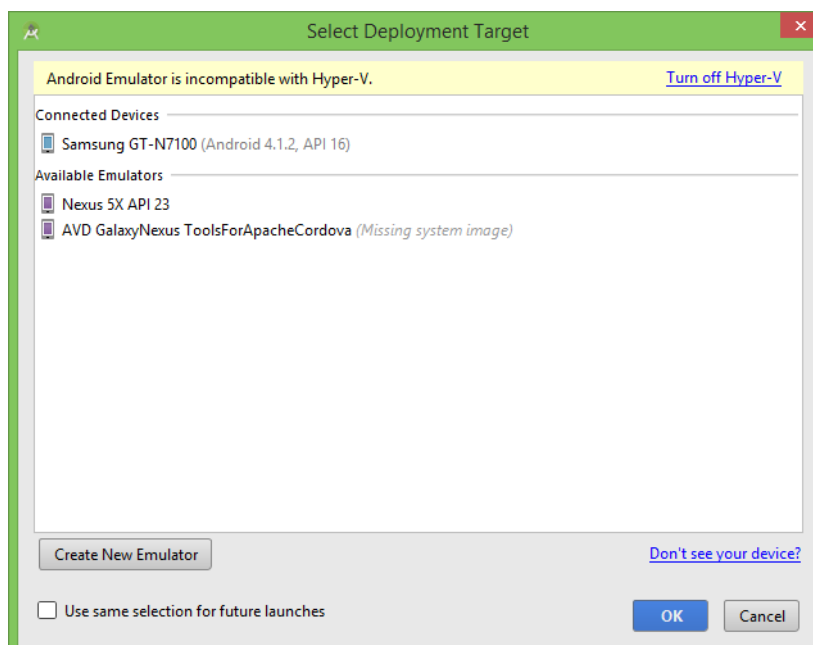 Select Deployment Target
Android Emulator is incompatible with Hyper-V. Turn off Hyper-V
Connected Devices
Samsung GT-N7100 (Android 4.1.2, API 16)
Available Emulators
Nexus 5X API 23
AVD GalaxyNexus ToolsForApacheCordova (Missing system image)
Create New Emulator Don't see your device?
Use same selection for future launches OK Cancel